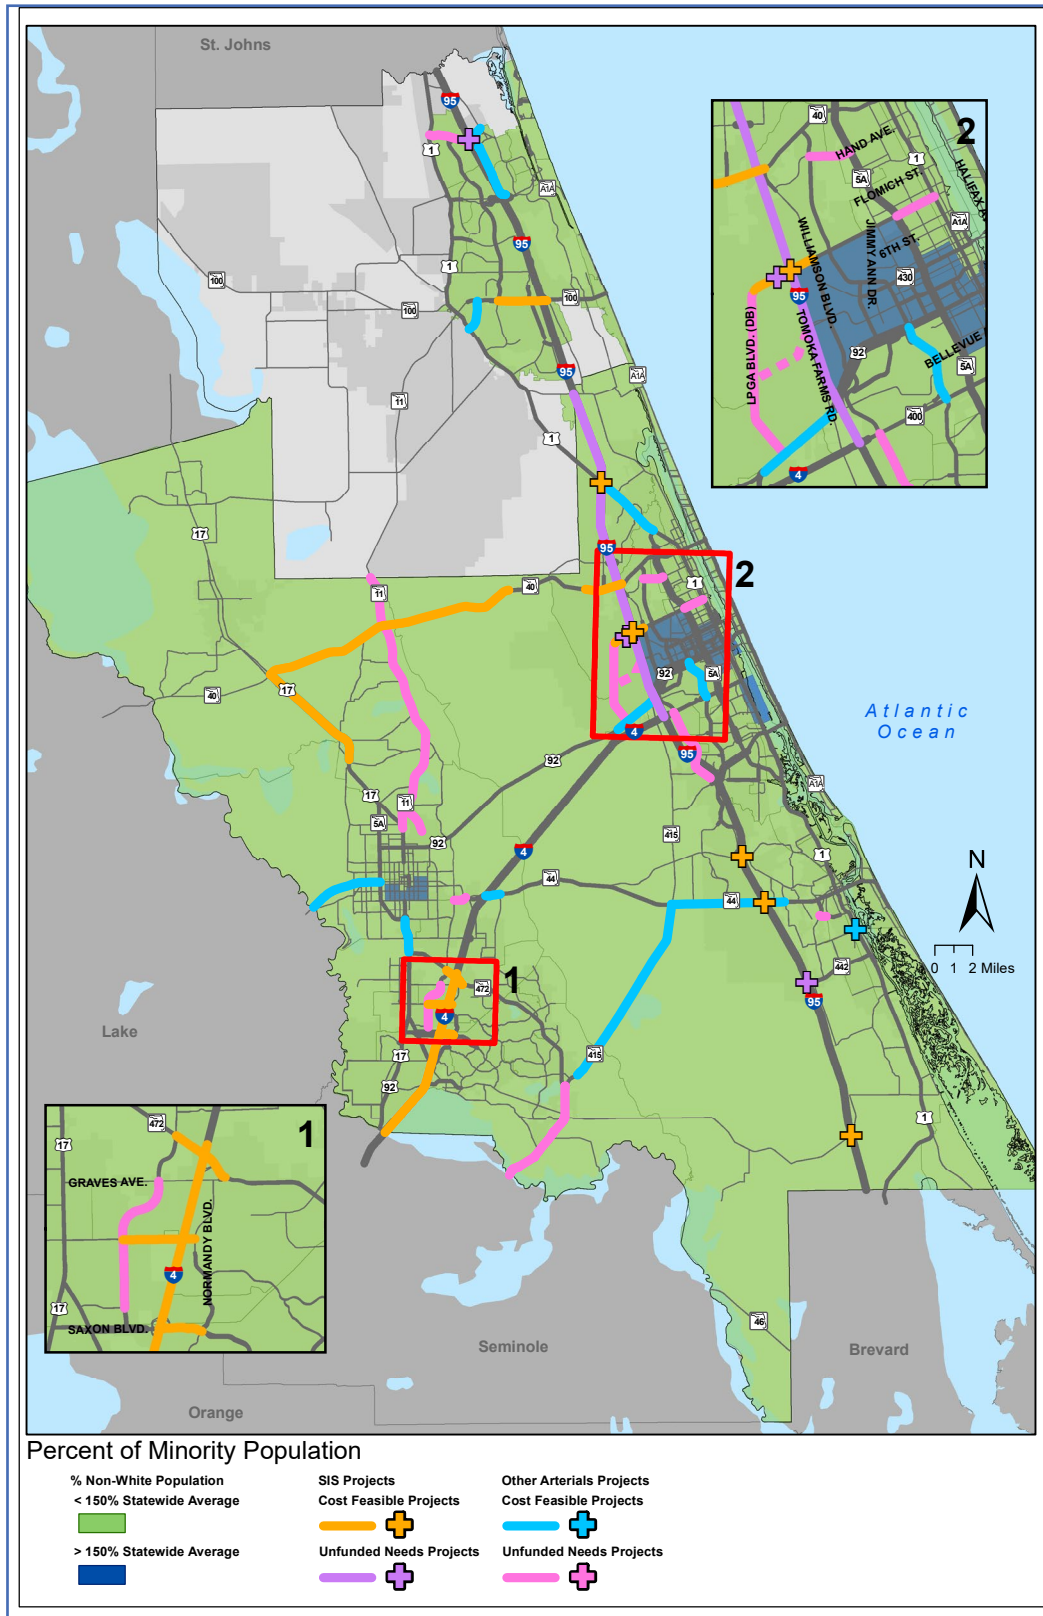 St. Johns
95
1
A1A
95
100
1
100
100
95
A1A
11
1
17
95
2
40
11
1
17
40
92
5A
4
92
95
17
11
5A
92
415
A1A
4
1
44
44
N
0 1 2 Miles
442
95
1
472
4
17
92
415
1
46
Atlantic
Ocean
Lake
Seminole
Orange
Brevard
2
40
HAND AVE.
1
5A
FLOMICH ST.
HALIFAX A
A1A
WILLIAMSON BLVD.
JIMMY ANN DR.
6TH ST.
430
95
LPGA BLVD. (DB)
TOMOKA FARMS RD.
92
BELLEVUE
5A
400
4
1
472
17
GRAVES AVE.
NORMANDY BLVD.
4
17
SAXON BLVD.
Percent of Minority Population
% Non-White Population
SIS Projects
Other Arterials Projects
< 150% Statewide Average
Cost Feasible Projects
Cost Feasible Projects
> 150% Statewide Average
Unfunded Needs Projects
Unfunded Needs Projects